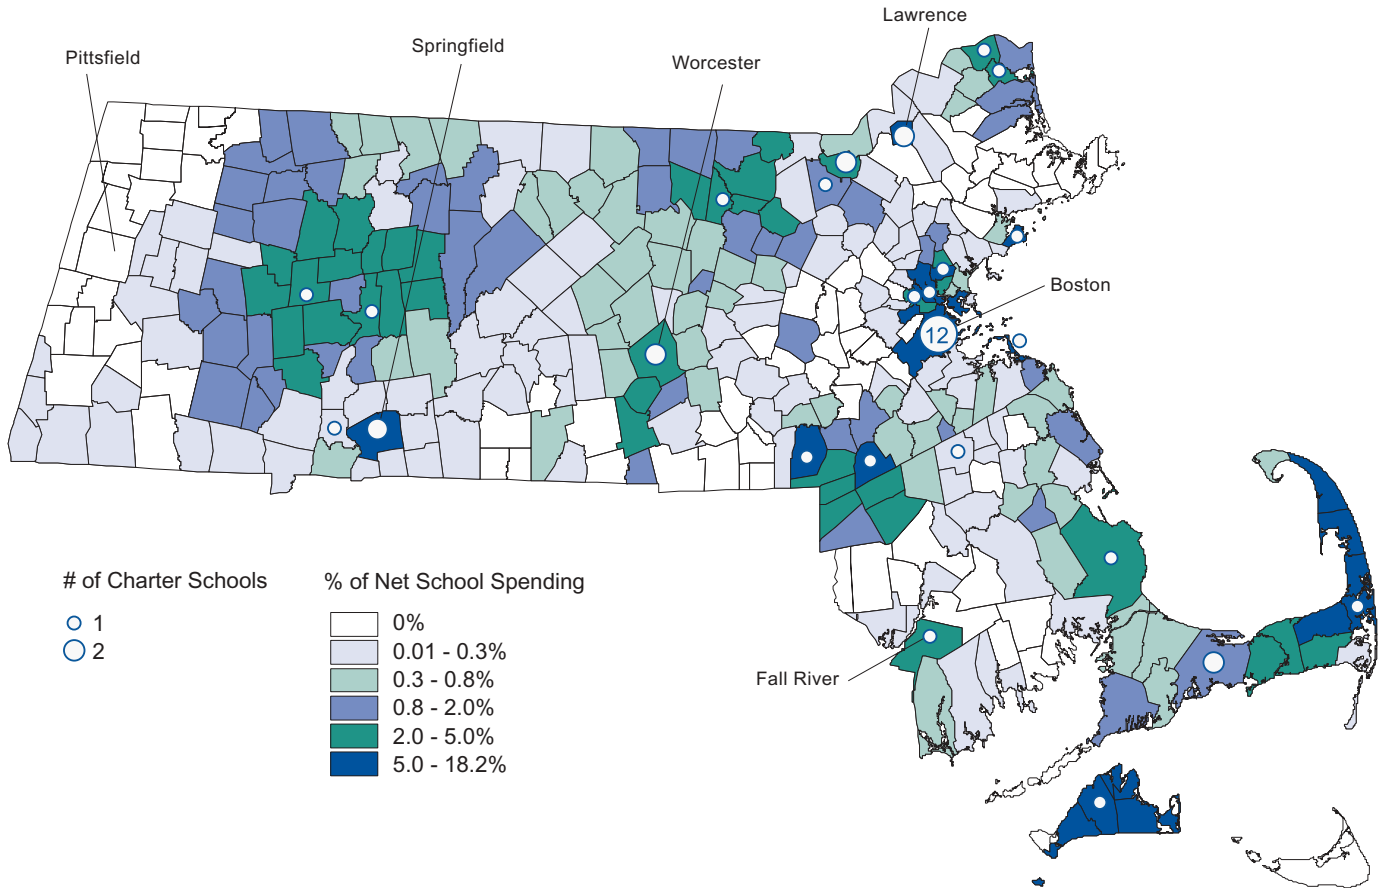 Lawrence
Springfield
Pittsfield
Worcester
Boston
12
# of Charter Schools
% of Net School Spending
1
0%
2
0.01 - 0.3%
0.3 - 0.8%
Fall River
0.8 - 2.0%
2.0 - 5.0%
5.0 - 18.2%